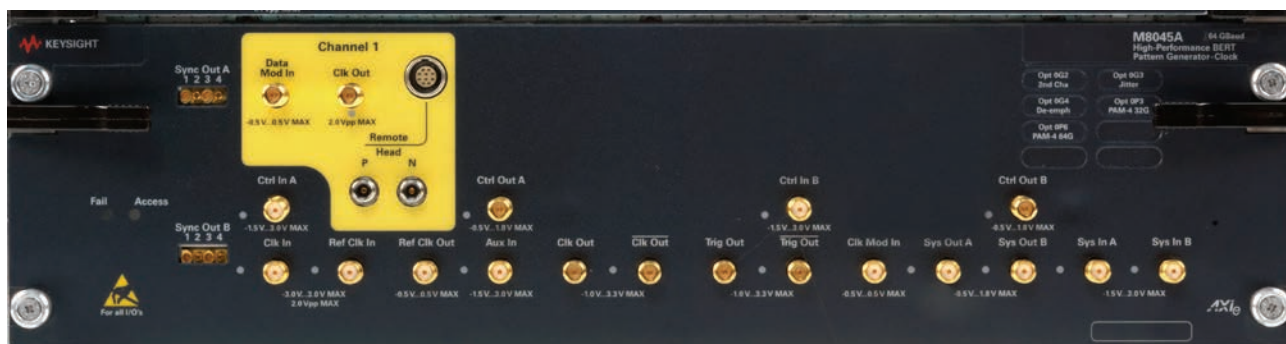 KEYSIGHT
M8045A 64 GBaud
High-Performance BERT
Pattern Generator-Clock
Opt 0G2
2nd Cha
Opt 0G3
Jitter
Opt 0G4
De-emph
Opt 0P3
PAM-4 32G
Opt 0P6
PAM-4 64G
Channel 1
Sync Out A
1 2 3 4
Data
Mod In
Clk Out
-0.5V...0.5V MAX
2.0Vpp MAX
Remote
Head
P N
Ctrl In A
-1.5V...3.0V MAX
Ctrl Out A
-0.5V...1.8V MAX
Ctrl In B
-1.5V...3.0V MAX
Ctrl Out B
-0.5V...1.8V MAX
Fail Access
Sync Out B
1 2 3 4
Clk In
Ref Clk In
Ref Clk Out
Aux In
Clk Out
Clk Out
Trig Out
Trig Out
Clk Mod In
Sys Out A
Sys Out B
Sys In A
Sys In B
-3.0V...3.0V MAX
2.0Vpp MAX
-0.5V...0.5V MAX
-1.5V...3.0V MAX
-1.0V...3.3V MAX
-1.0V...3.3V MAX
-0.5V...0.5V MAX
-0.5V...1.8V MAX
-1.5V...3.0V MAX
For all I/O's
AXIe